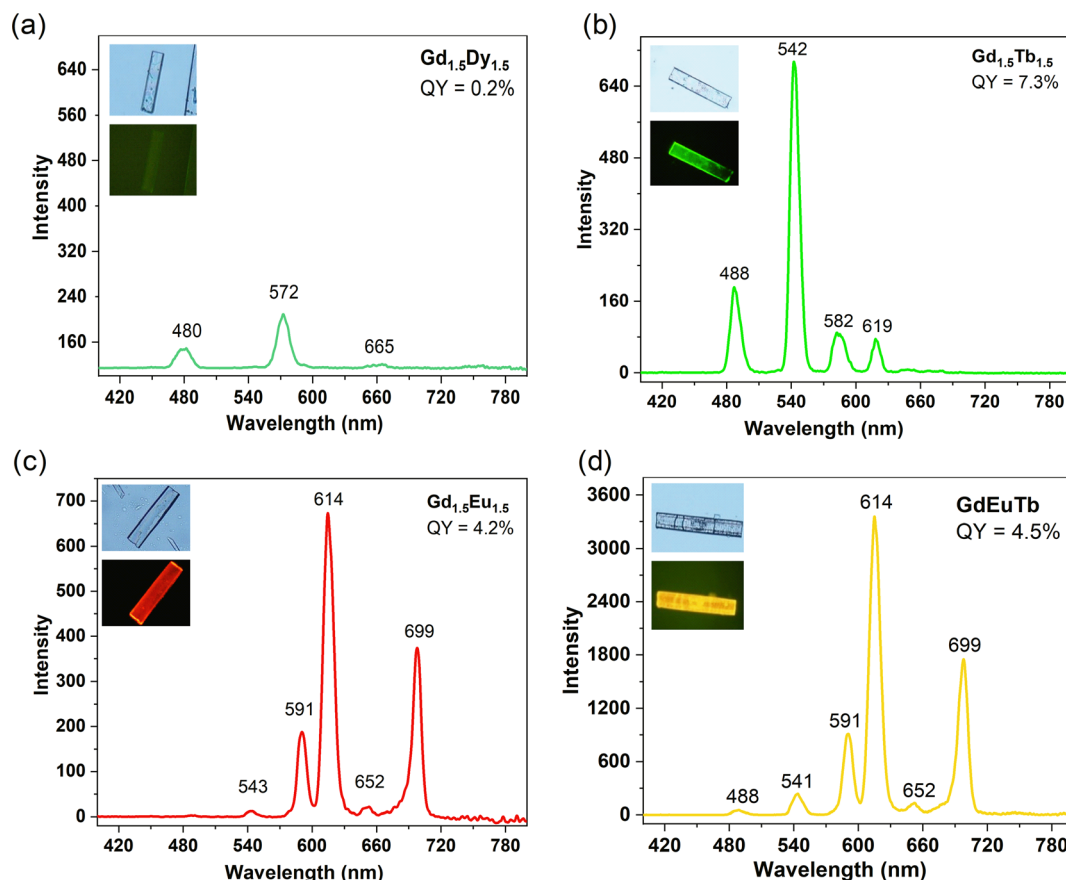 (a)
Gd1.5Dy1.5
QY = 0.2%
480
572
665
Intensity
640
560
480
400
320
240
160
420 480 540 600 660 720 780
Wavelength (nm)
(b)
Gd1.5Tb1.5
QY = 7.3%
488
542
582
619
Intensity
640
480
320
160
0
420 480 540 600 660 720 780
Wavelength (nm)
(c)
Gd1.5Eu1.5
QY = 4.2%
543
591
614
652
699
Intensity
700
600
500
400
300
200
100
0
420 480 540 600 660 720 780
Wavelength (nm)
(d)
GdEuTb
QY = 4.5%
488
541
591
614
652
699
Intensity
3600
3000
2400
1800
1200
600
0
420 480 540 600 660 720 780
Wavelength (nm)